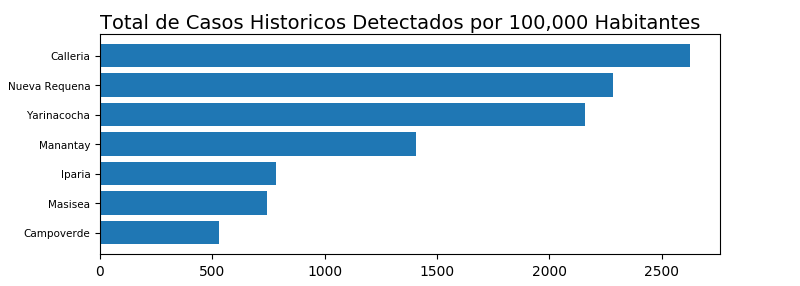 Total de Casos Historicos Detectados por 100,000 Habitantes
Calleria
Nueva Requena
Yarinacocha
Manantay
Iparia
Masisea
Campoverde
0 500 1000 1500 2000 2500